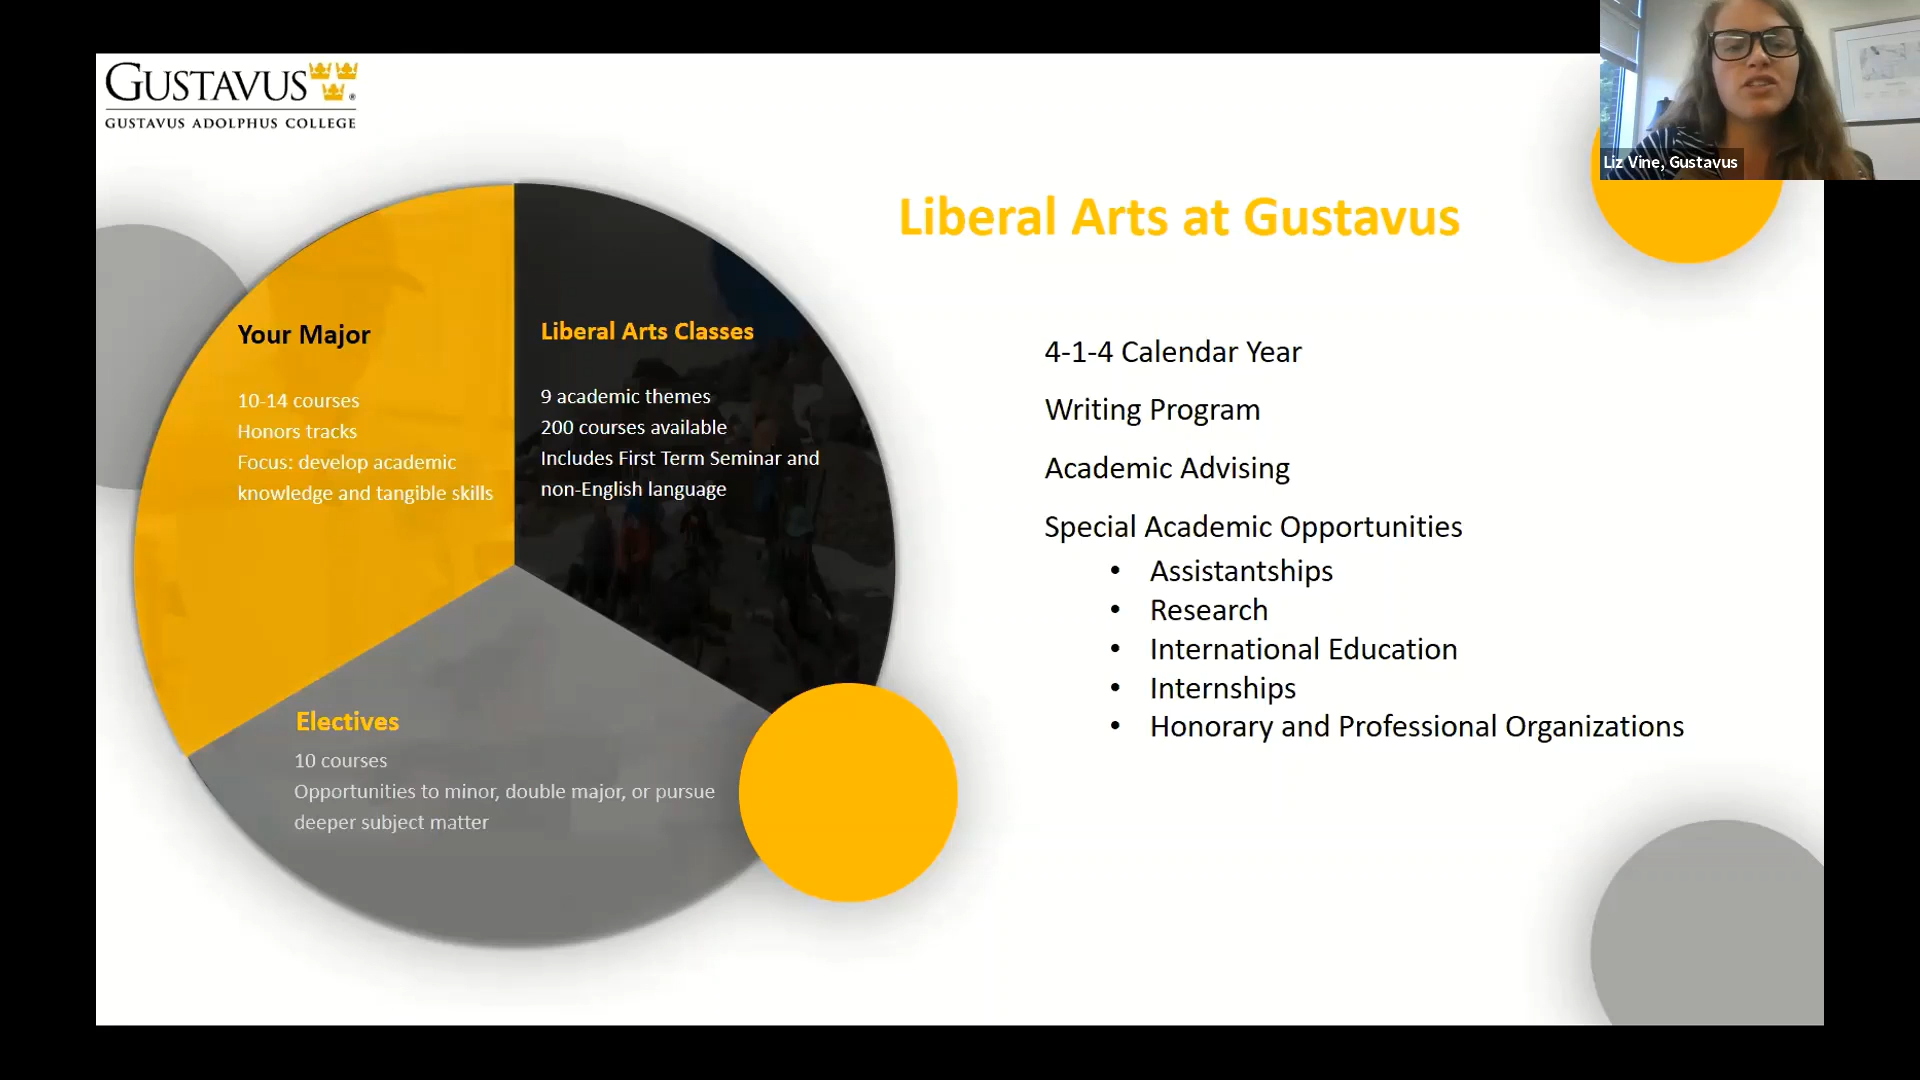 GUSTAVUS
GUSTAVUS ADOLPHUS COLLEGE
Liz Vine, Gustavus
Liberal Arts at Gustavus
Your Major
10-14 courses
Honors tracks
Focus: develop academic
knowledge and tangible skills
Liberal Arts Classes
9 academic themes
200 courses available
Includes First Term Seminar and
non-English language
Electives
10 courses
Opportunities to minor, double major, or pursue
deeper subject matter
4-1-4 Calendar Year
Writing Program
Academic Advising
Special Academic Opportunities
• Assistantships
• Research
• International Education
• Internships
• Honorary and Professional Organizations